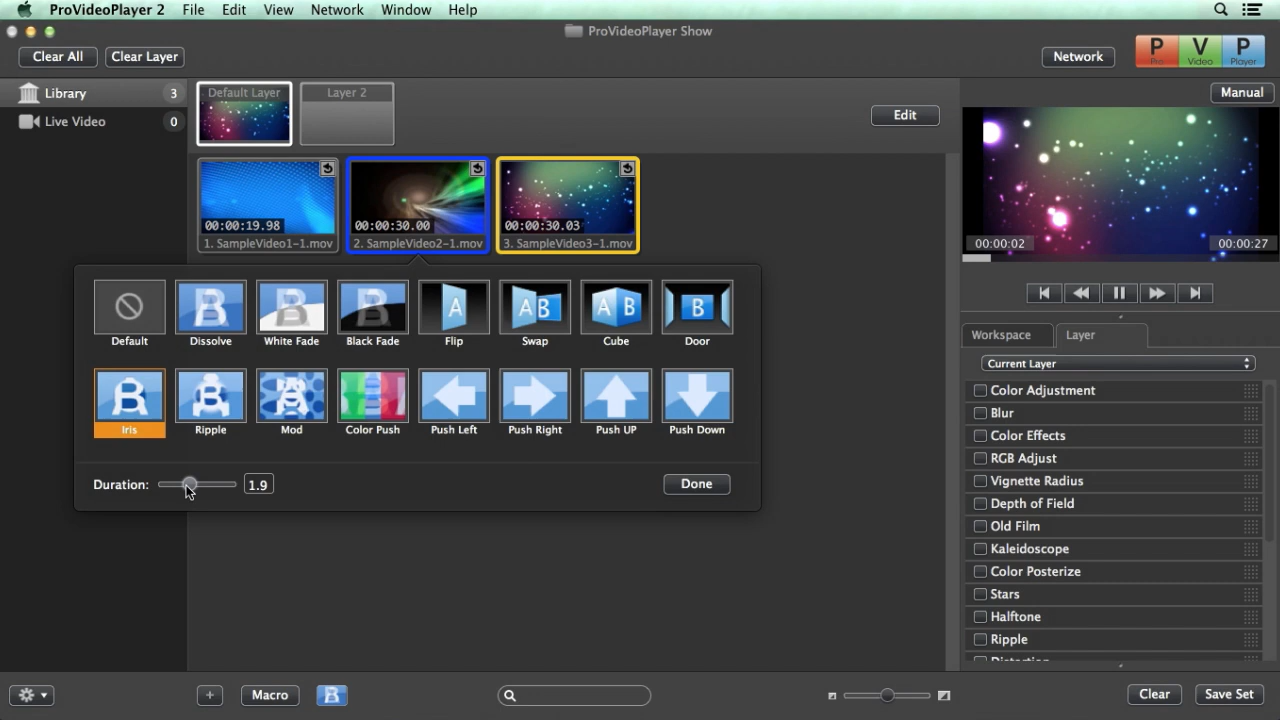 ProVideoPlayer 2 File Edit View Network Window Help
ProVideoPlayer Show
Clear All Clear Layer Network
P Pro V Video P Player
Library 3
Live Video 0
Default Layer Layer 2
Edit
Manual
00:00:19.98
1. SampleVideo1-1.mov
00:00:30.00
2. SampleVideo2-1.mov
00:00:30.03
3. SampleVideo3-1.mov
00:00:02 00:00:27
Default Dissolve White Fade Black Fade Flip Swap Cube Door
Iris Ripple Mod Color Push Push Left Push Right Push UP Push Down
Duration: 1.9 Done
Workspace Layer
Current Layer
Color Adjustment
Blur
Color Effects
RGB Adjust
Vignette Radius
Depth of Field
Old Film
Kaleidoscope
Color Posterize
Stars
Halftone
Ripple
Distortion
+ Macro B
Clear Save Set